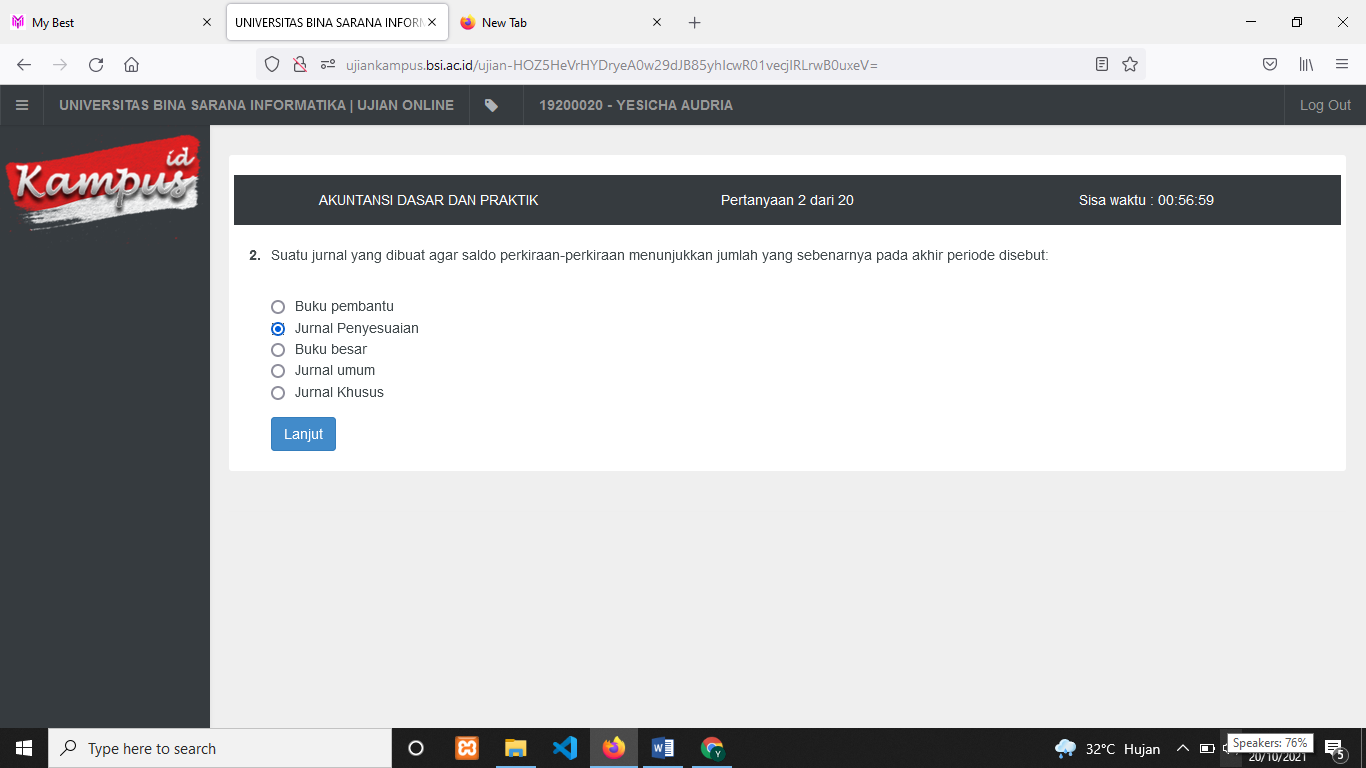 My Best
UNIVERSITAS BINA SARANA INFORM
New Tab
ujiankampus.bsi.ac.id/ujian-HOZ5HeVrHYDryeA0w29dJB85yhIcwR01vecjIRLrwB0uxeV=
UNIVERSITAS BINA SARANA INFORMATIKA | UJIAN ONLINE
19200020 - YESICHA AUDRIA
Log Out
Kampus id
AKUNTANSI DASAR DAN PRAKTIK
Pertanyaan 2 dari 20
Sisa waktu : 00:56:59
2. Suatu jurnal yang dibuat agar saldo perkiraan-perkiraan menunjukkan jumlah yang sebenarnya pada akhir periode disebut:
Buku pembantu
Jurnal Penyesuaian
Buku besar
Jurnal umum
Jurnal Khusus
Lanjut
Type here to search
32°C Hujan
Speakers: 76%
20/10/2021
5